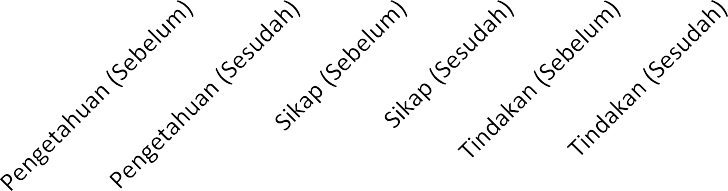 Pengetahuan (Sebelum)
Pengetahuan (Sesudah)
Sikap (Sebelum)
Sikap (Sesudah)
Tindakan (Sebelum)
Tindakan (Sesudah)